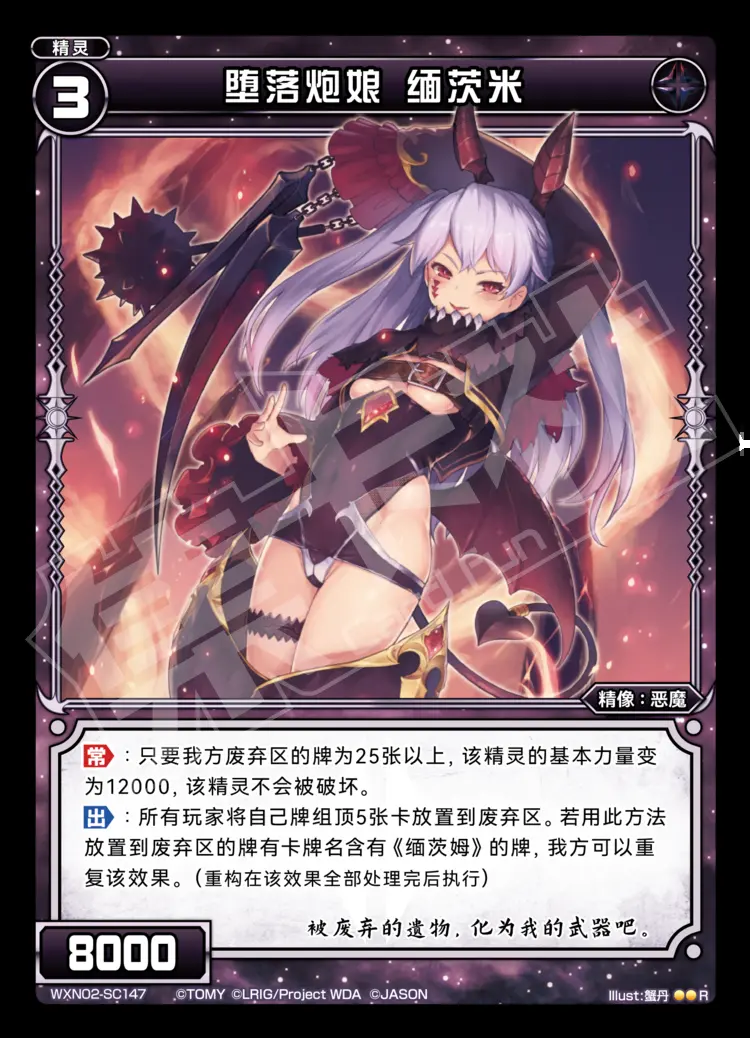 精灵
3
堕落炮娘 缅茨米
精像：恶魔
常：只要我方废弃区的牌为25张以上，该精灵的基本力量变
为12000，该精灵不会被破坏。
出：所有玩家将自己牌组顶5张卡放置到废弃区。若用此方法
放置到废弃区的牌有卡牌名含有《缅茨姆》的牌，我方可以重
复该效果。（重构在该效果全部处理完后执行）
被废弃的遗物，化为我的武器吧。
8000
WXN02-SC147 ©TOMY ©LRIG/Project WDA ©JASON
Illust:蟹丹 R